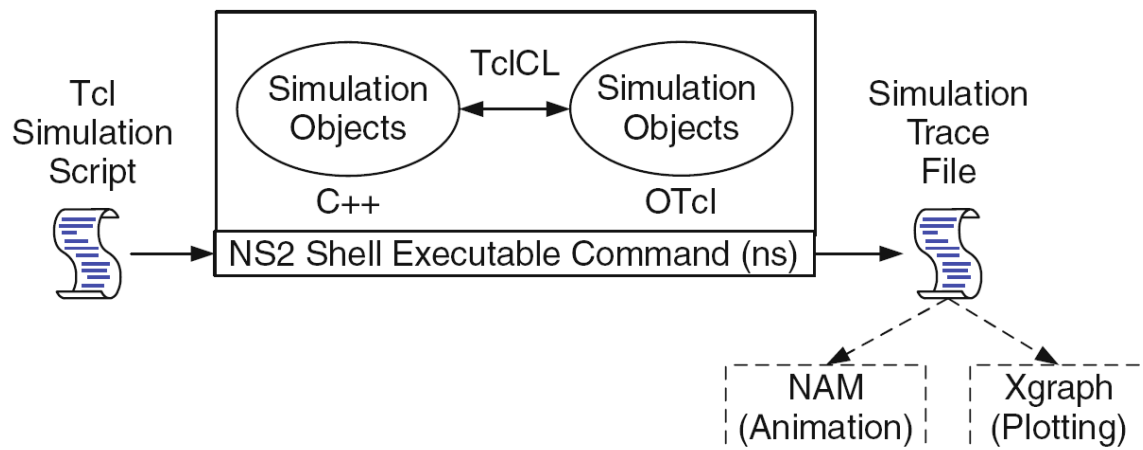 Tcl
Simulation
Script
TclCL
Simulation
Objects
Simulation
Objects
C++
OTcl
NS2 Shell Executable Command (ns)
Simulation
Trace
File
NAM
(Animation)
Xgraph
(Plotting)